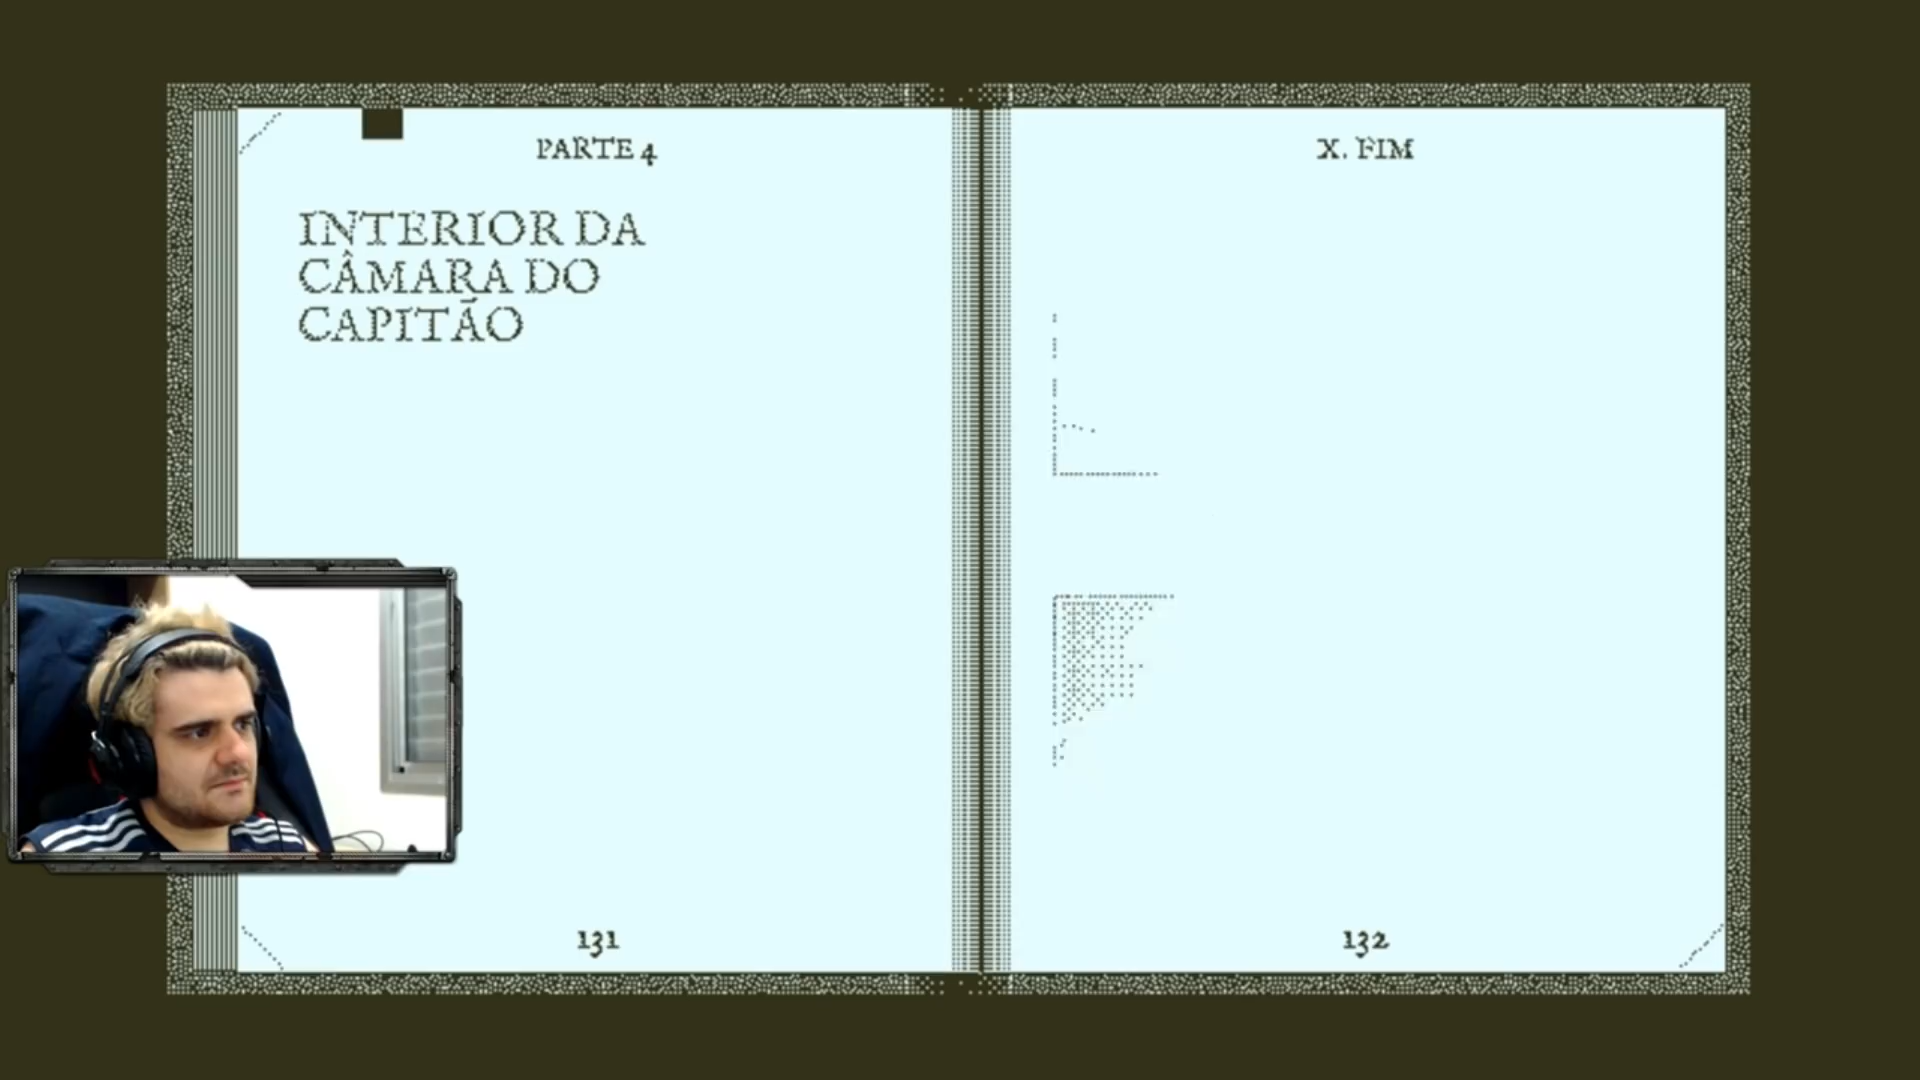 PARTE 4
INTERIOR DA
CÂMARA DO
CAPITÃO
131
X. FIM
132